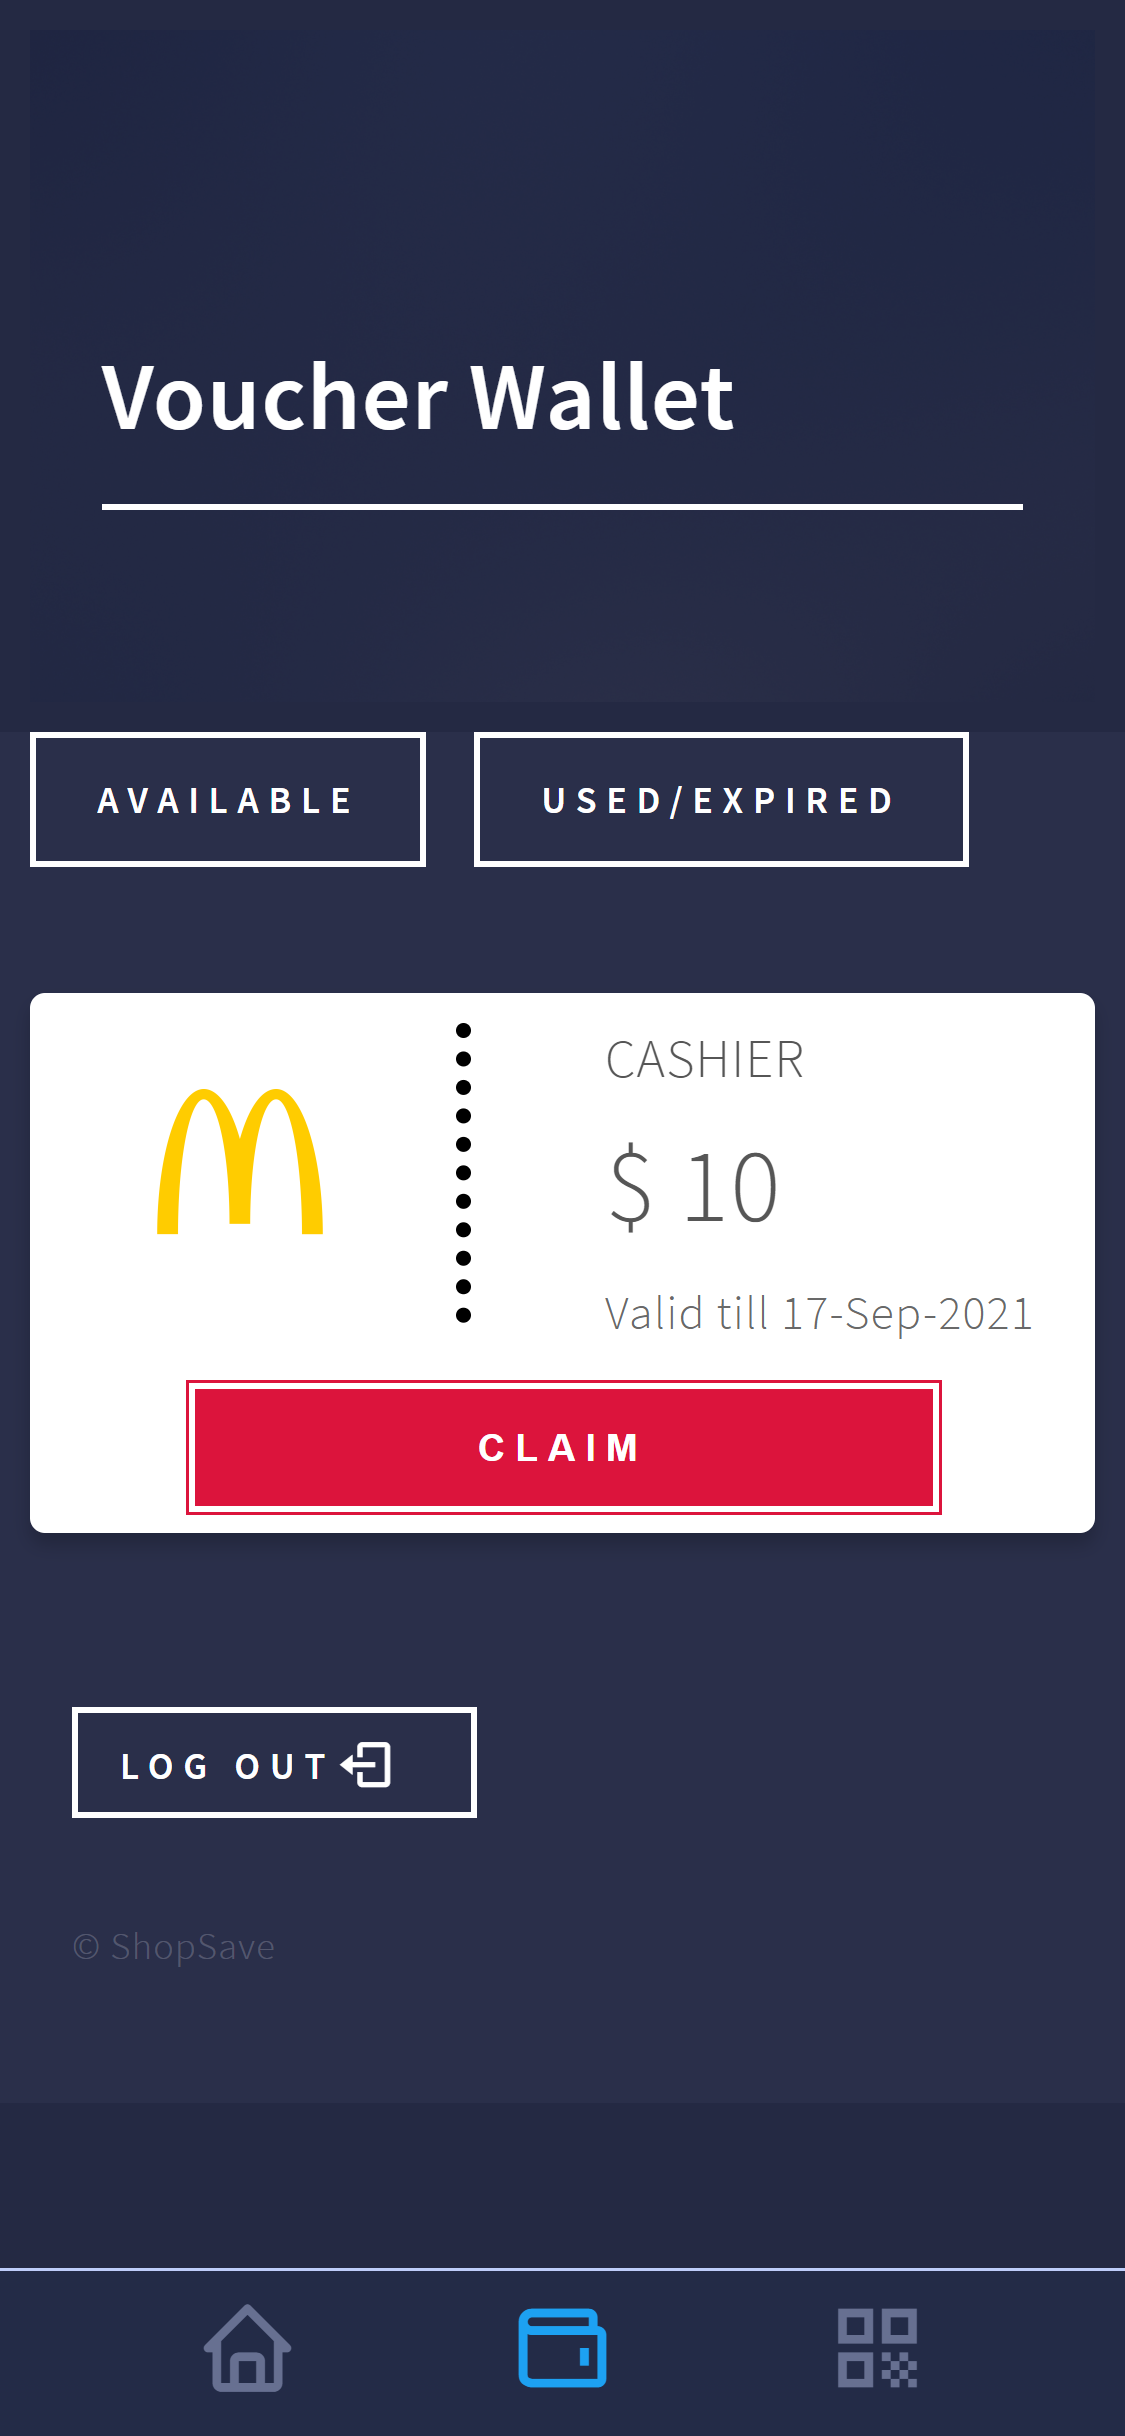 Voucher Wallet
AVAILABLE
USED/EXPIRED
CASHIER
$ 10
Valid till 17-Sep-2021
CLAIM
LOG OUT
© ShopSave